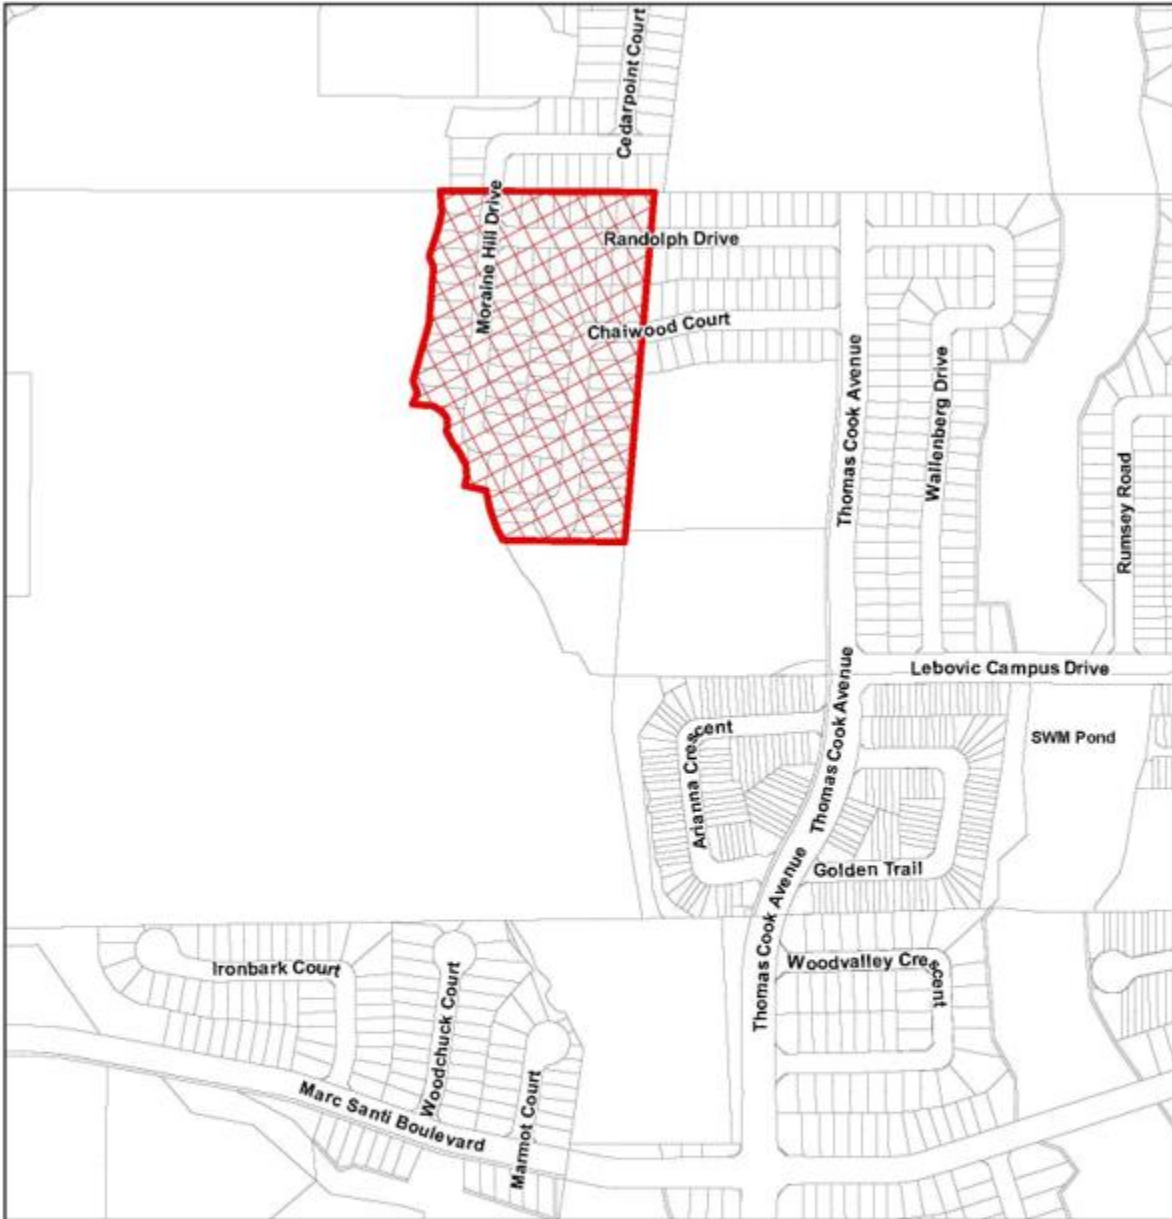 Cedarpoint Court
Moraine Hill Drive
Randolph Drive
Chaiwood Court
Thomas Cook Avenue
Wallenberg Drive
Rumsey Road
Lebovic Campus Drive
Thomas Cook Avenue
SWM Pond
Arianna Crescent
Golden Trail
Thomas Cook Avenue
Woodvalley Crescent
Ironbark Court
Woodchuck Court
Marmot Court
Marc Santi Boulevard